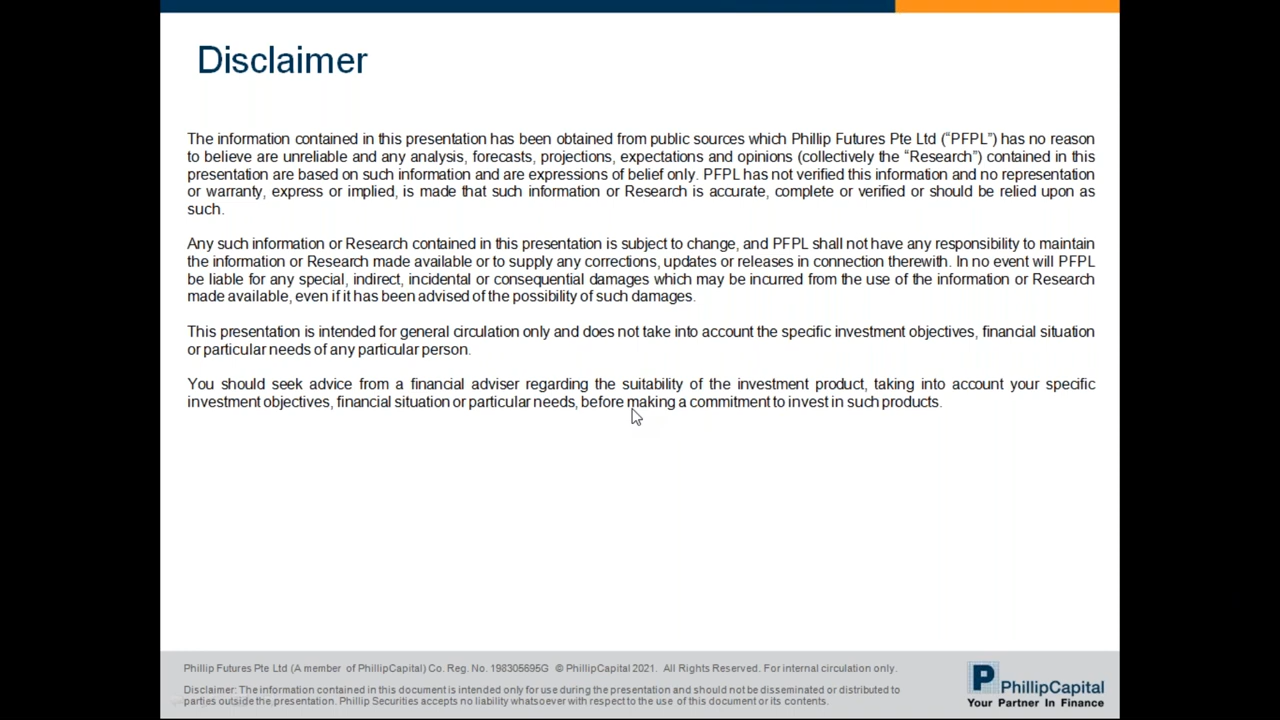 Disclaimer
The information contained in this presentation has been obtained from public sources which Phillip Futures Pte Ltd (“PFPL”) has no reason
to believe are unreliable and any analysis, forecasts, projections, expectations and opinions (collectively the “Research”) contained in this
presentation are based on such information and are expressions of belief only. PFPL has not verified this information and no representation
or warranty, express or implied, is made that such information or Research is accurate, complete or verified or should be relied upon as
such.
Any such information or Research contained in this presentation is subject to change, and PFPL shall not have any responsibility to maintain
the information or Research made available or to supply any corrections, updates or releases in connection therewith. In no event will PFPL
be liable for any special, indirect, incidental or consequential damages which may be incurred from the use of the information or Research
made available, even if it has been advised of the possibility of such damages.
This presentation is intended for general circulation only and does not take into account the specific investment objectives, financial situation
or particular needs of any particular person.
You should seek advice from a financial adviser regarding the suitability of the investment product, taking into account your specific
investment objectives, financial situation or particular needs, before making a commitment to invest in such products.
Phillip Futures Pte Ltd (A member of PhillipCapital) Co. Reg. No. 198305695G © PhillipCapital 2021. All Rights Reserved. For internal circulation only.
Disclaimer: The information contained in this document is intended only for use during the presentation and should not be disseminated or distributed to
parties outside the presentation. Phillip Securities accepts no liability whatsoever with respect to the use of this document or its contents.
P PhillipCapital
Your Partner In Finance